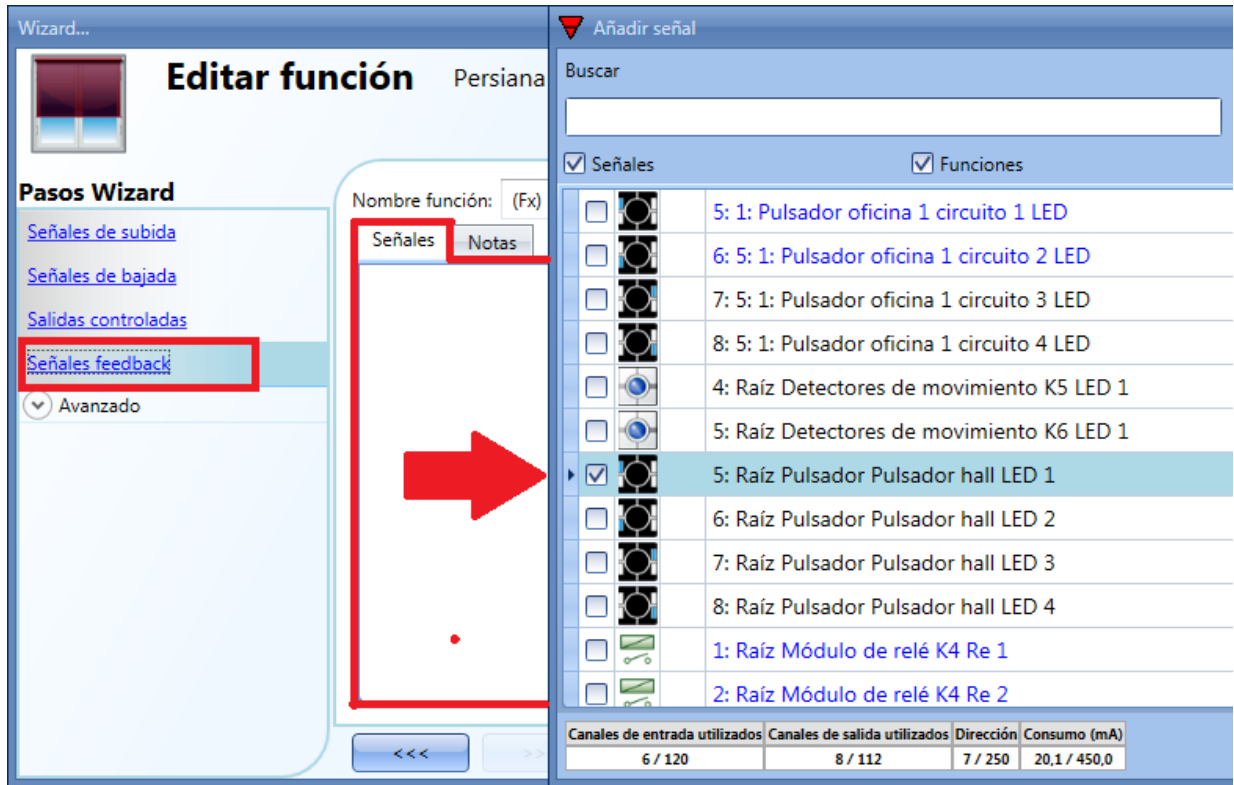 Wizard...
Editar función Persiana
Pasos Wizard
Señales de subida
Señales de bajada
Salidas controladas
Señales feedback
Avanzado
Nombre función: (Fx)
Señales Notas
<<< >>
Añadir señal
Buscar
Señales Funciones
5: 1: Pulsador oficina 1 circuito 1 LED
6: 5: 1: Pulsador oficina 1 circuito 2 LED
7: 5: 1: Pulsador oficina 1 circuito 3 LED
8: 5: 1: Pulsador oficina 1 circuito 4 LED
4: Raíz Detectores de movimiento K5 LED 1
5: Raíz Detectores de movimiento K6 LED 1
5: Raíz Pulsador Pulsador hall LED 1
6: Raíz Pulsador Pulsador hall LED 2
7: Raíz Pulsador Pulsador hall LED 3
8: Raíz Pulsador Pulsador hall LED 4
1: Raíz Módulo de relé K4 Re 1
2: Raíz Módulo de relé K4 Re 2
Canales de entrada utilizados Canales de salida utilizados Dirección Consumo (mA)
6 / 120 8 / 112 7 / 250 20,1 / 450,0